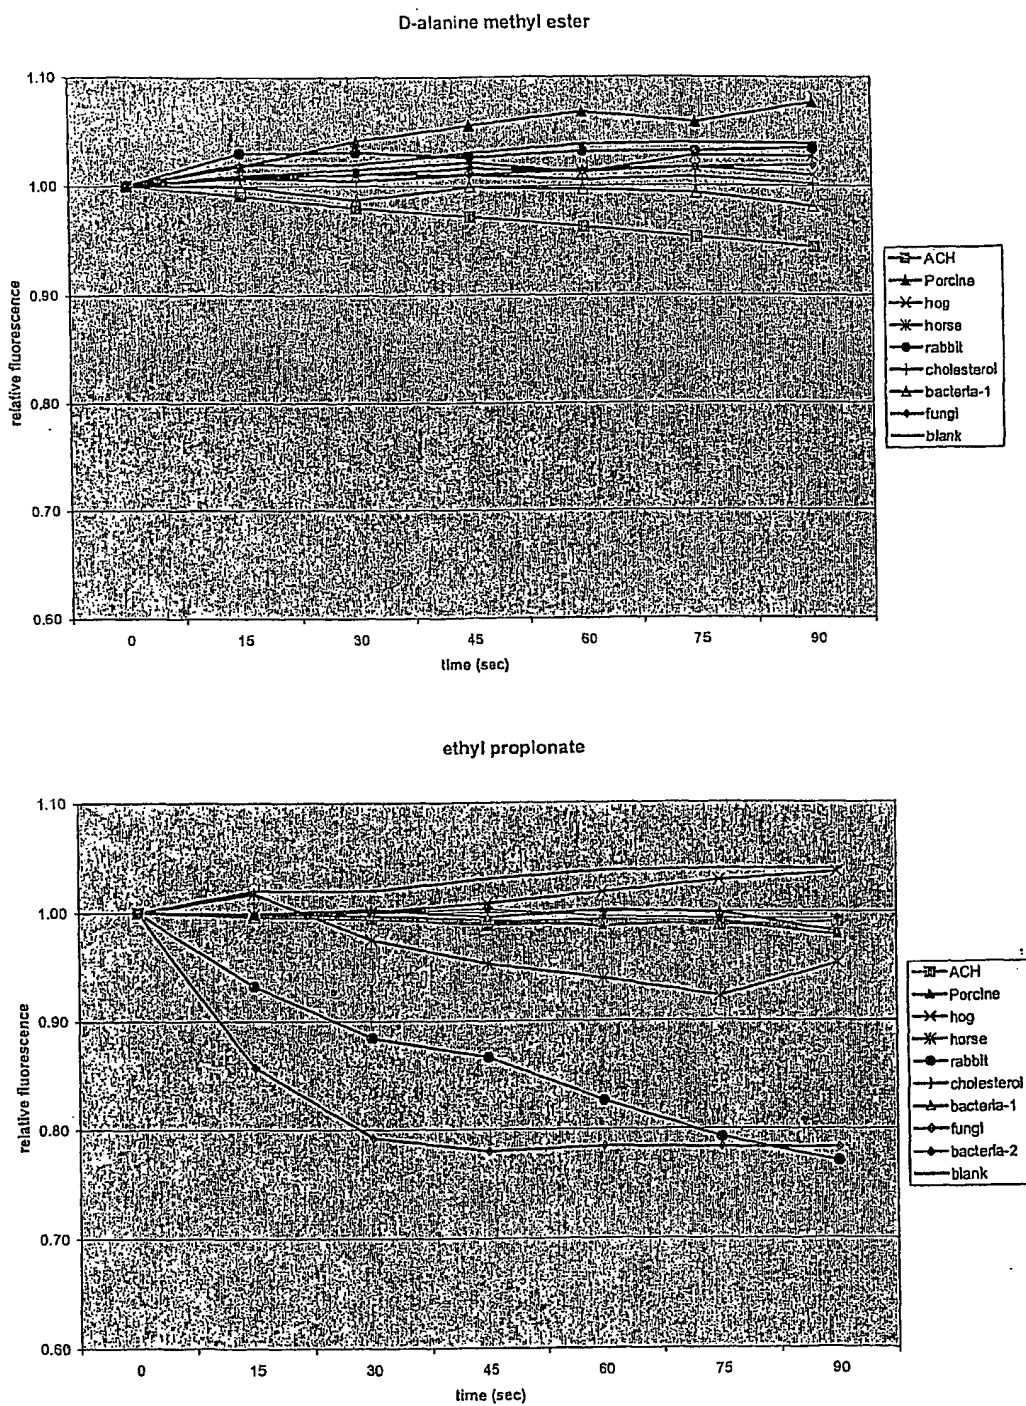 D-alanine methyl ester
1.10
1.00
0.90
0.80
0.70
0.60
relative fluorescence
0 15 30 45 60 75 90
time (sec)
ACH
Porcine
hog
horse
rabbit
cholesterol
bacteria-1
fungi
blank
ethyl propionate
1.10
1.00
0.90
0.80
0.70
0.60
relative fluorescence
0 15 30 45 60 75 90
time (sec)
ACH
Porcine
hog
horse
rabbit
cholesterol
bacteria-1
fungi
bacteria-2
blank